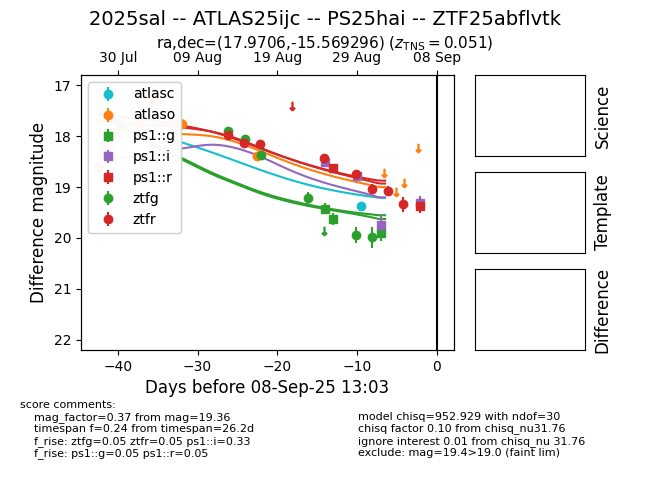 2025sal -- ATLAS25ijc -- PS25hai -- ZTF25abflvtk
ra,dec=(17.9706,-15.569296) (zTNS = 0.051)
30 Jul 09 Aug 19 Aug 29 Aug 08 Sep
17
18
19
20
21
22
Difference magnitude
atlasc
atlaso
ps1::g
ps1::i
ps1::r
ztfg
ztfr
−40 −30 −20 −10 0
Days before 08-Sep-25 13:03
Science
Template
Difference
score comments:
mag_factor=0.37 from mag=19.36
timespan f=0.24 from timespan=26.2d
f_rise: ztfg=0.05 ztfr=0.05 ps1::i=0.33
f_rise: ps1::g=0.05 ps1::r=0.05
model chisq=952.929 with ndof=30
chisq factor 0.10 from chisq_nu31.76
ignore interest 0.01 from chisq_nu 31.76
exclude: mag=19.4>19.0 (faint lim)